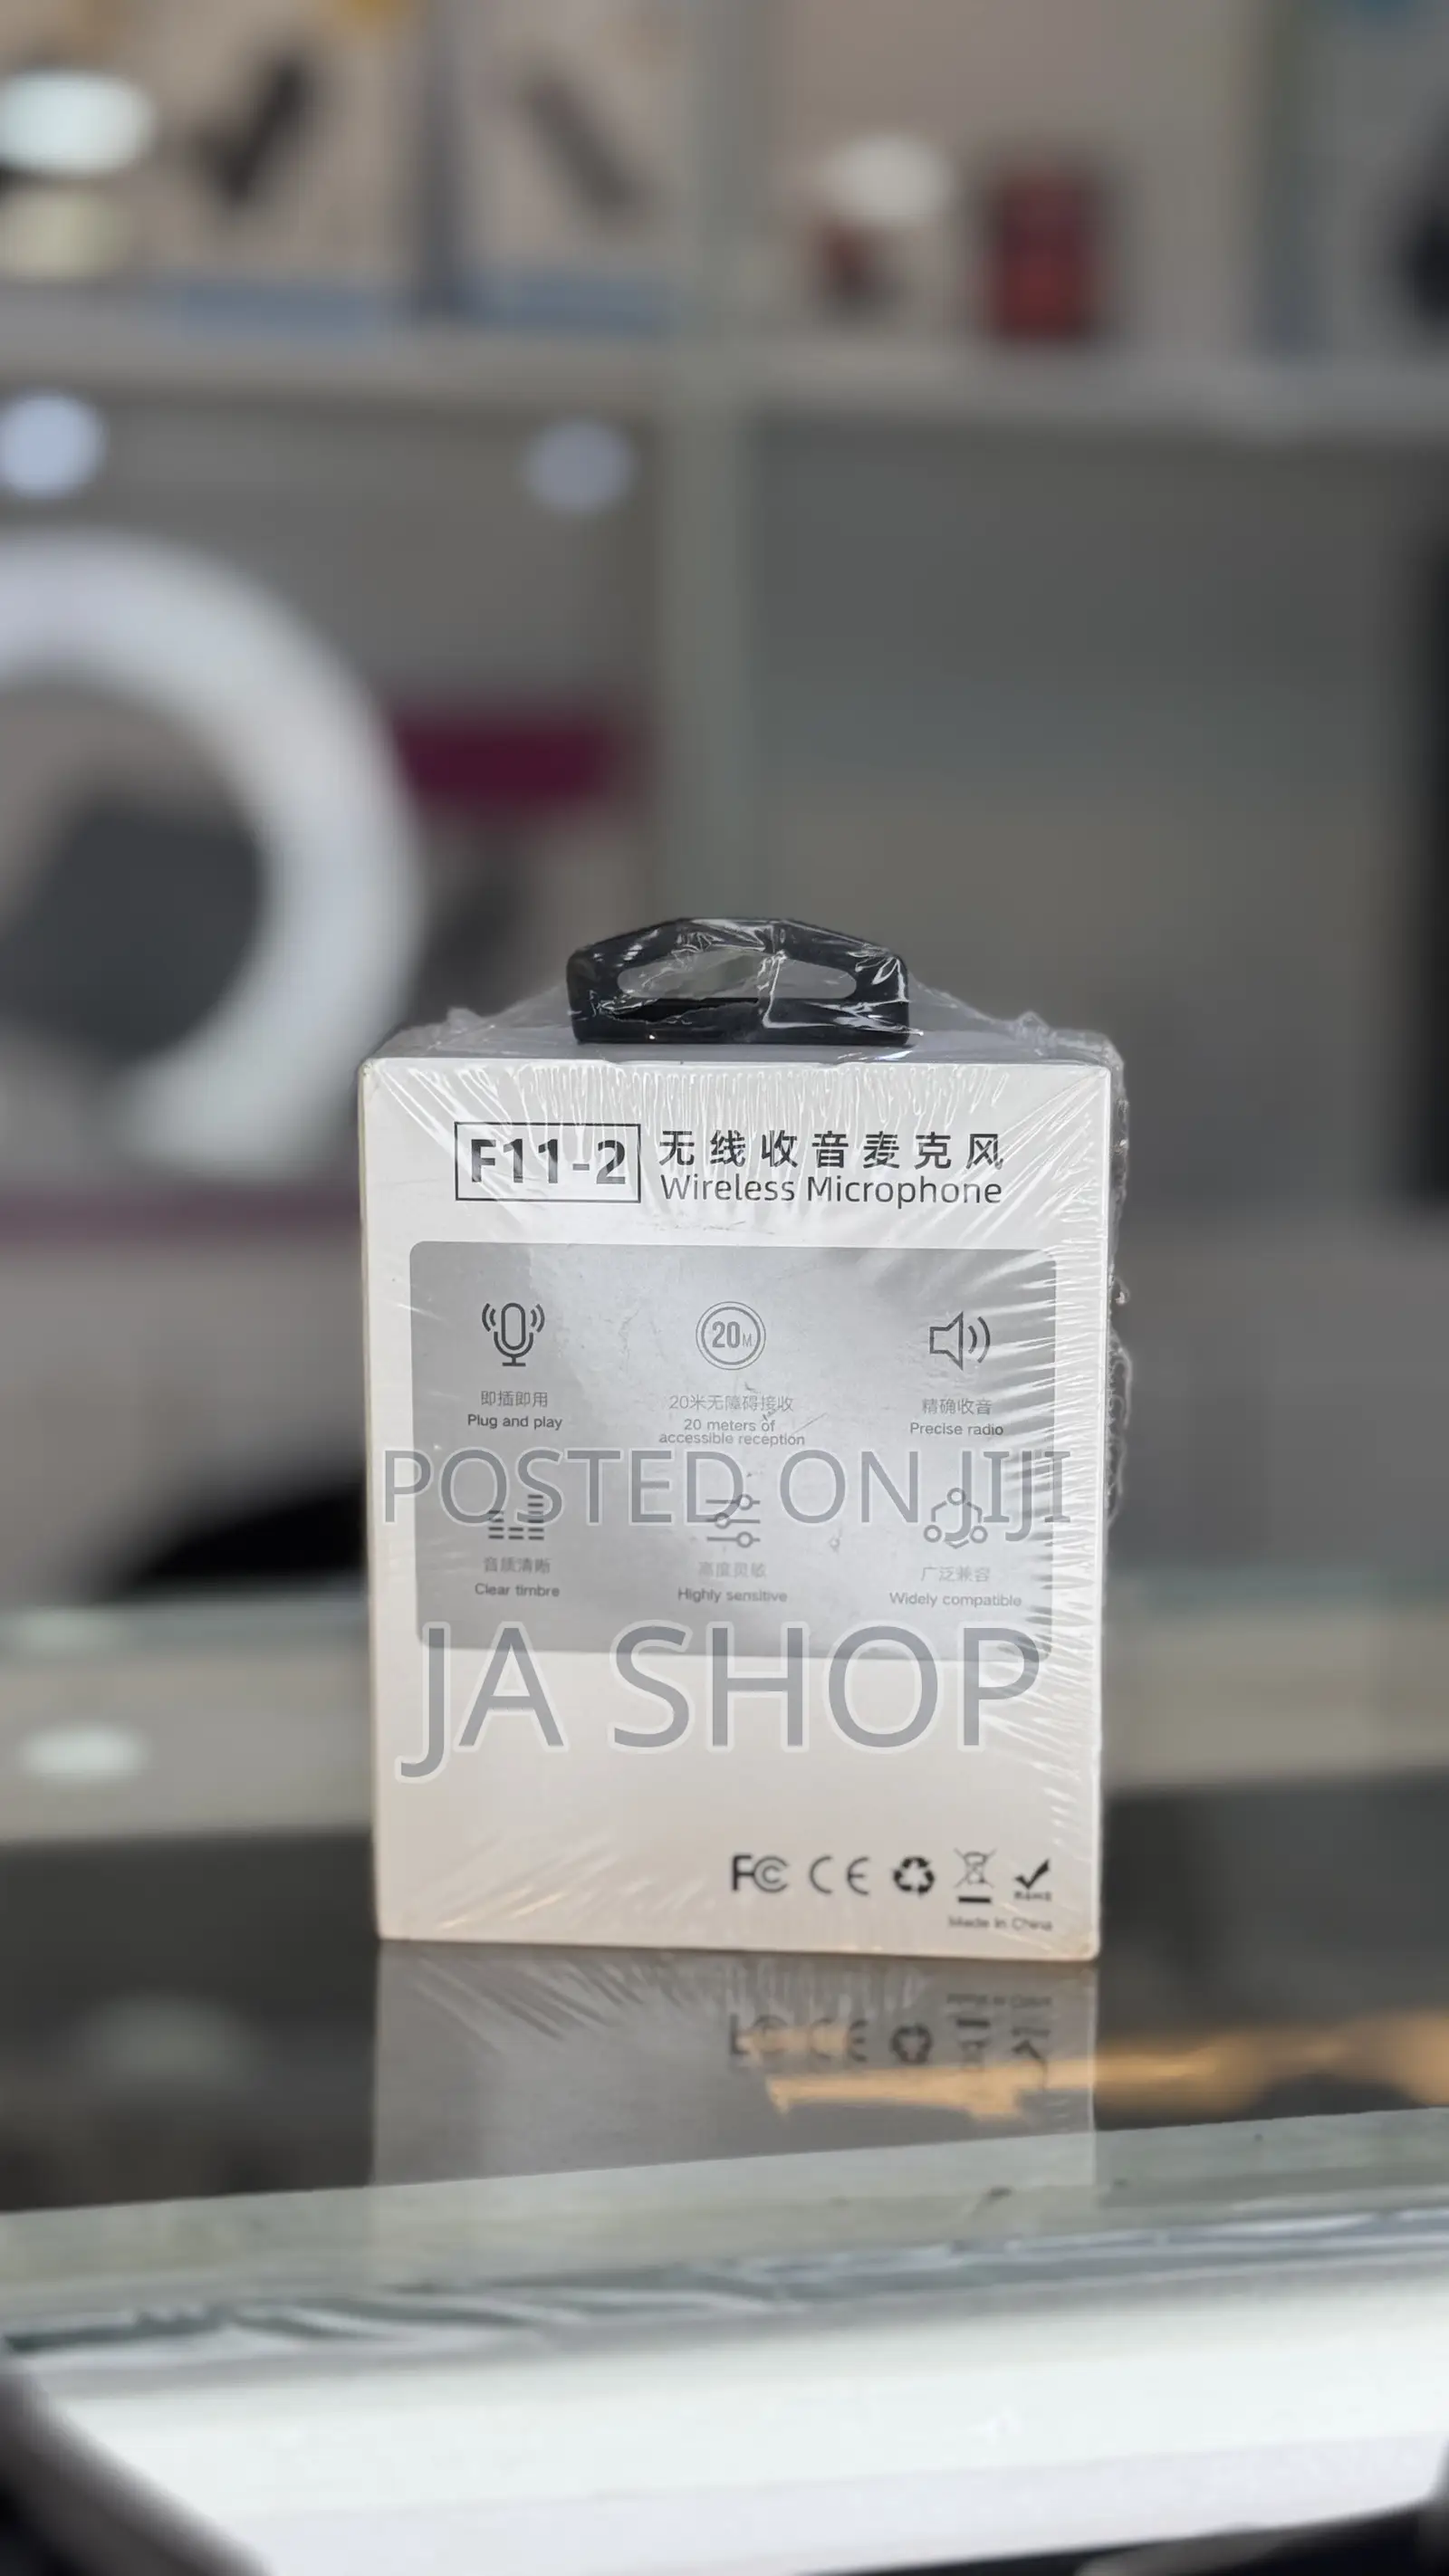 F11-2 无线收音麦克风
Wireless Microphone
20M
即插即用
Plug and play
20米无障碍接收
20 meters of
accessible reception
精确收音
Precise radio
POSTED ON JIJI
音质清晰
Clear timbre
高度灵敏
Highly sensitive
广泛兼容
Widely compatible
JA SHOP
FC CE
RoHS
Made in China